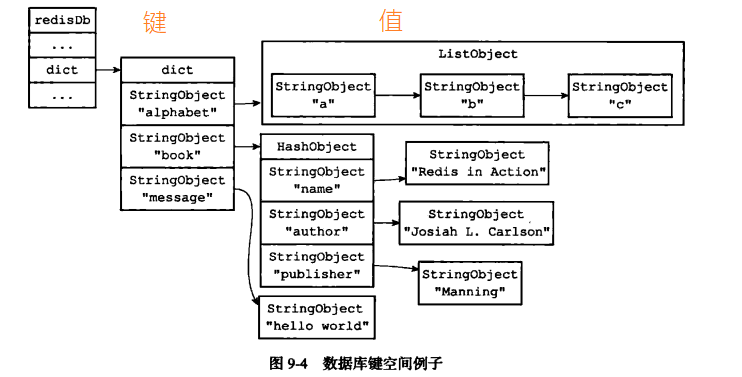 键
值
redisDb
...
dict
...
dict
StringObject
"alphabet"
StringObject
"book"
StringObject
"message"
ListObject
StringObject
"a"
StringObject
"b"
StringObject
"c"
HashObject
StringObject
"name"
StringObject
"author"
StringObject
"publisher"
StringObject
"Redis in Action"
StringObject
"Josiah L. Carlson"
StringObject
"Manning"
StringObject
"hello world"
图 9-4 数据库键空间例子